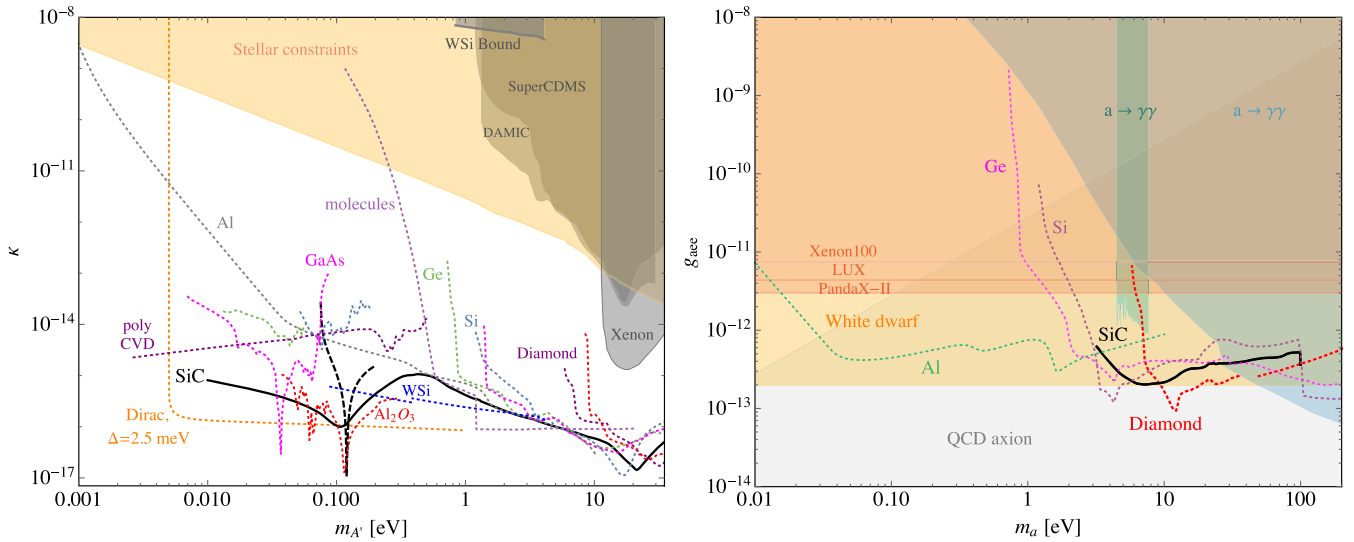 10⁻⁸
10⁻¹¹
10⁻¹⁴
10⁻¹⁷
κ
Stellar constraints
WSi Bound
SuperCDMS
DAMIC
molecules
Al
GaAs
Ge
Xenon
poly
CVD
Si
Diamond
SiC
WSi
Al₂O₃
Dirac,
Δ=2.5 meV
0.001 0.010 0.100 1 10
m_A' [eV]
10⁻⁸
10⁻⁹
10⁻¹⁰
10⁻¹¹
10⁻¹²
10⁻¹³
10⁻¹⁴
g_aee
a → γγ
a → γγ
Ge
Si
Xenon100
LUX
PandaX-II
White dwarf
SiC
Al
Diamond
QCD axion
0.01 0.10 1 10 100
m_a [eV]